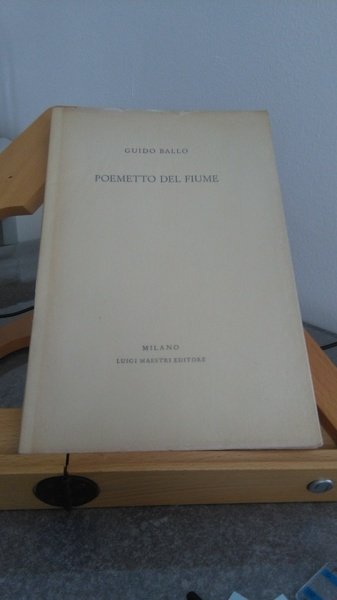 GUIDO BALLO
POEMETTO DEL FIUME
MILANO
LUIGI MAESTRI EDITORE